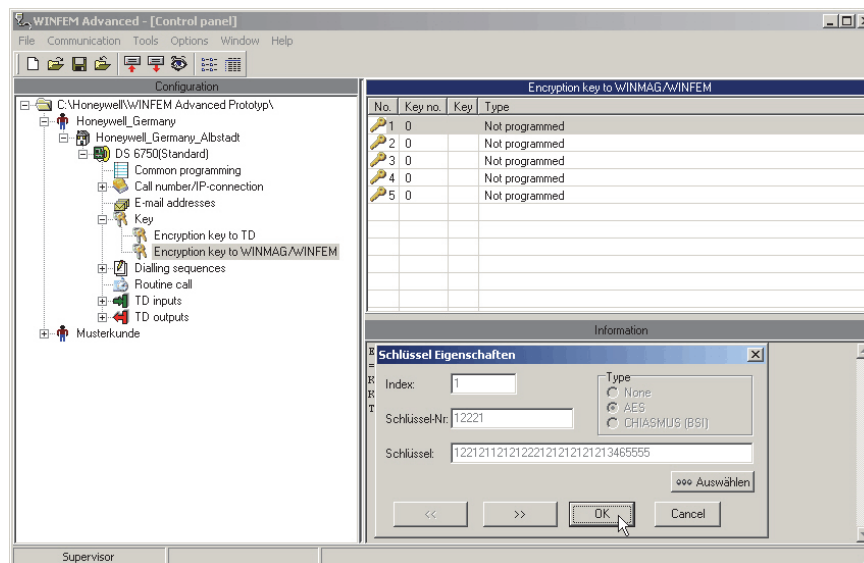 WINFEM Advanced - [Control panel]
File Communication Tools Options Window Help
Configuration
C:\Honeywell\WINFEM Advanced Prototyp\
Honeywell_Germany
Honeywell_Germany_Albstadt
DS 6750(Standard)
Common programming
Call number/IP-connection
E-mail addresses
Key
Encryption key to TD
Encryption key to WINMAG/WINFEM
Dialling sequences
Routine call
TD inputs
TD outputs
Musterkunde
Encryption key to WINMAG/WINFEM
No. Key no. Key Type
1 0 Not programmed
2 0 Not programmed
3 0 Not programmed
4 0 Not programmed
5 0 Not programmed
Information
E
=
K
K
T
Schlüssel Eigenschaften
Index: 1
Type
None
AES
CHIASMUS (BSI)
Schlüssel-Nr: 12221
Schlüssel:
ooo Auswählen
<< >> OK Cancel
Supervisor